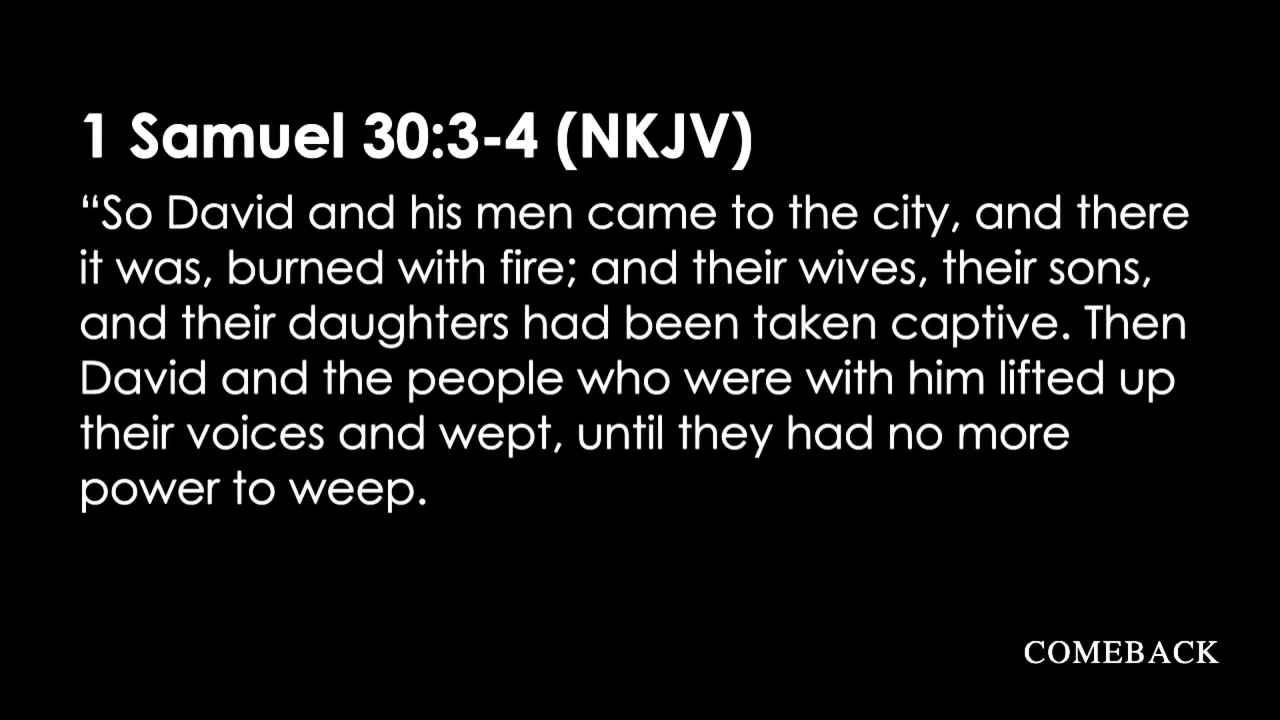 1 Samuel 30:3-4 (NKJV)
“So David and his men came to the city, and there
it was, burned with fire; and their wives, their sons,
and their daughters had been taken captive. Then
David and the people who were with him lifted up
their voices and wept, until they had no more
power to weep.
COMEBACK